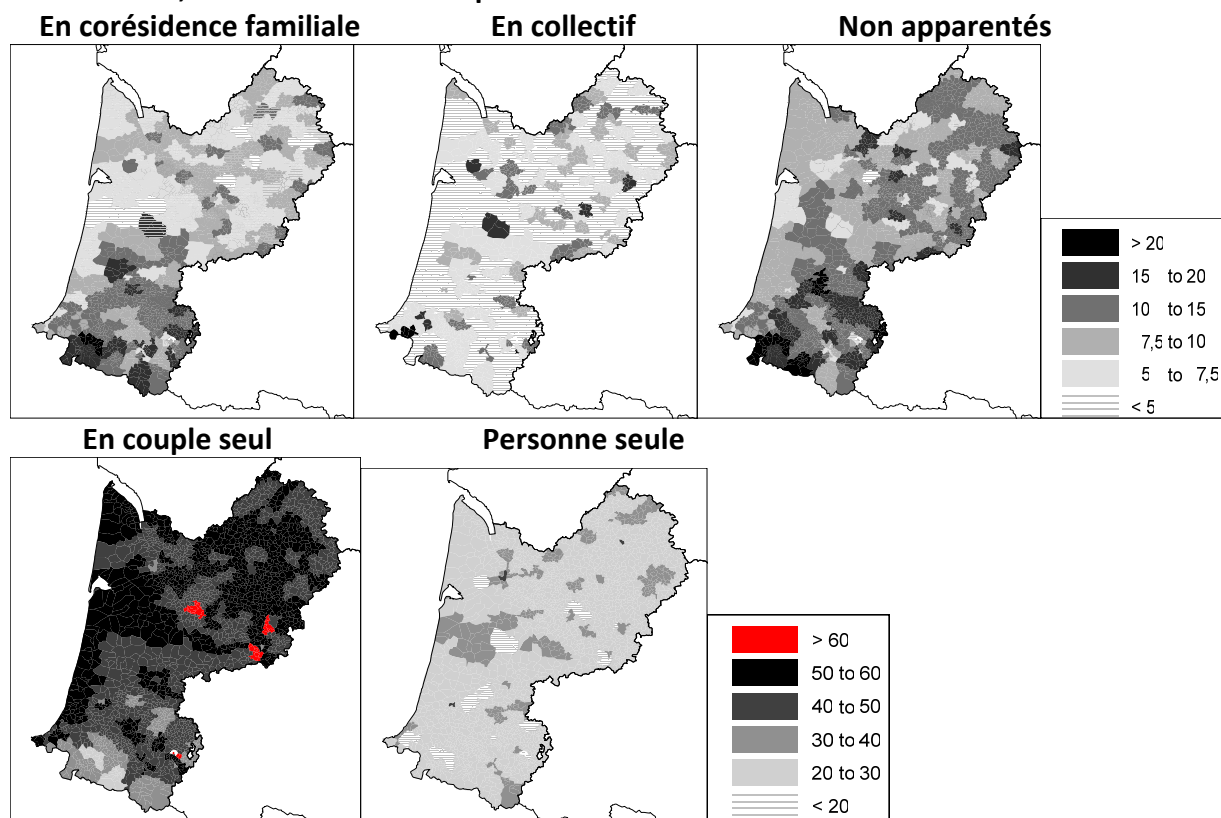 En corésidence familiale
En collectif
Non apparentés
> 20
15 to 20
10 to 15
7,5 to 10
5 to 7,5
< 5
En couple seul
Personne seule
> 60
50 to 60
40 to 50
30 to 40
20 to 30
< 20